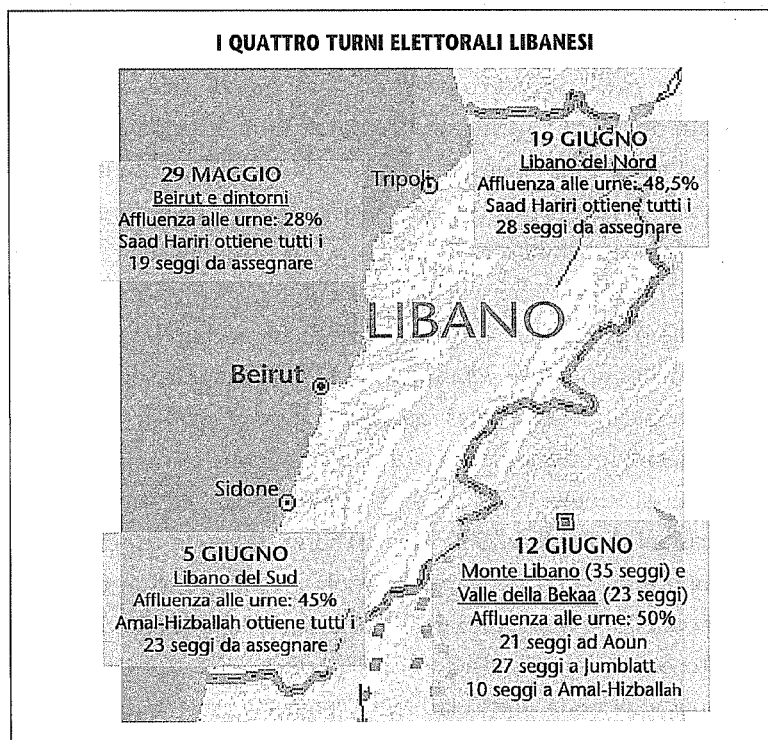 I QUATTRO TURNI ELETTORALI LIBANESI
29 MAGGIO
Beirut e dintorni
Affluenza alle urne: 28%
Saad Hariri ottiene tutti i
19 seggi da assegnare
Tripoli
19 GIUGNO
Libano del Nord
Affluenza alle urne: 48,5%
Saad Hariri ottiene tutti i
28 seggi da assegnare
LIBANO
Beirut
Sidone
5 GIUGNO
Libano del Sud
Affluenza alle urne: 45%
Amal-Hizballah ottiene tutti i
23 seggi da assegnare
12 GIUGNO
Monte Libano (35 seggi) e
Valle della Bekaa (23 seggi)
Affluenza alle urne: 50%
21 seggi ad Aoun
27 seggi a Jumblatt
10 seggi a Amal-Hizballah